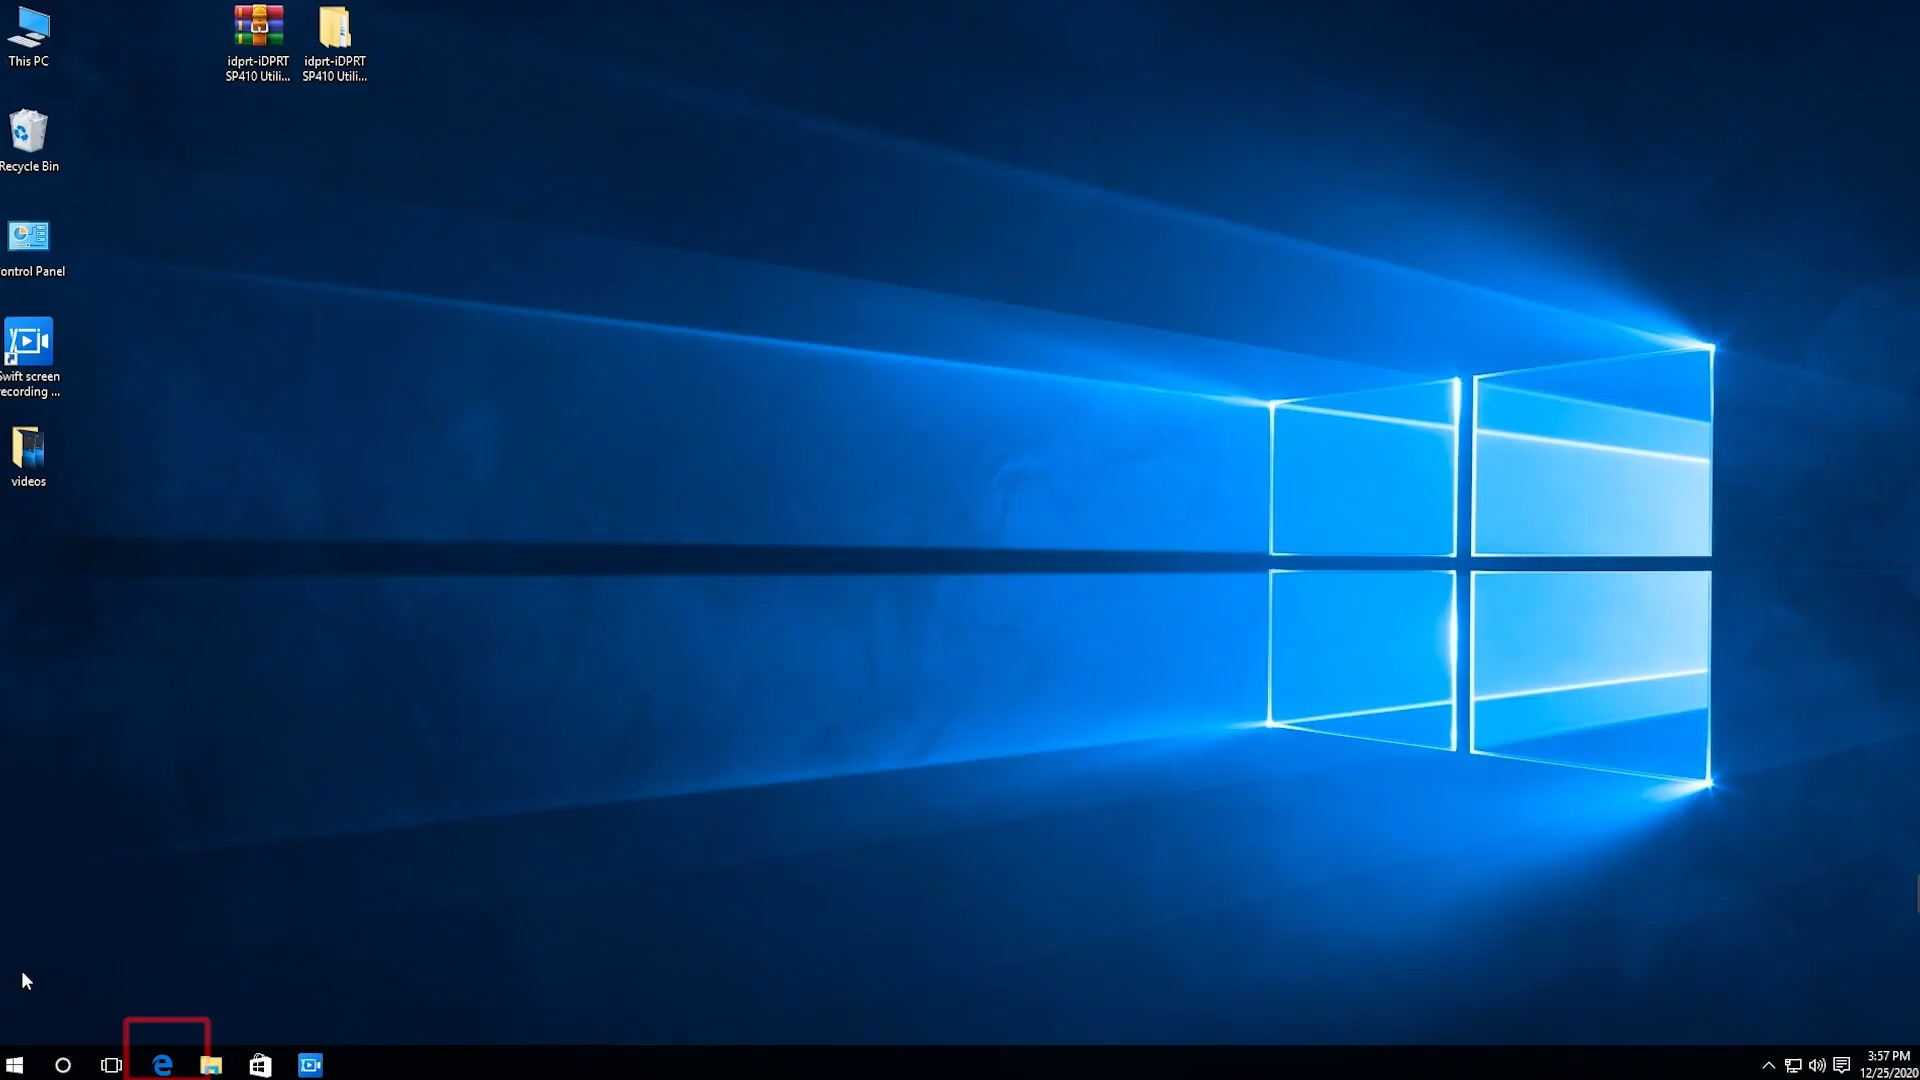 This PC
idprt-iDPRT
SP410 Utili...
idprt-iDPRT
SP410 Utili...
Recycle Bin
ontrol Panel
Swift screen
ecording ...
videos
3:57 PM
12/25/2020